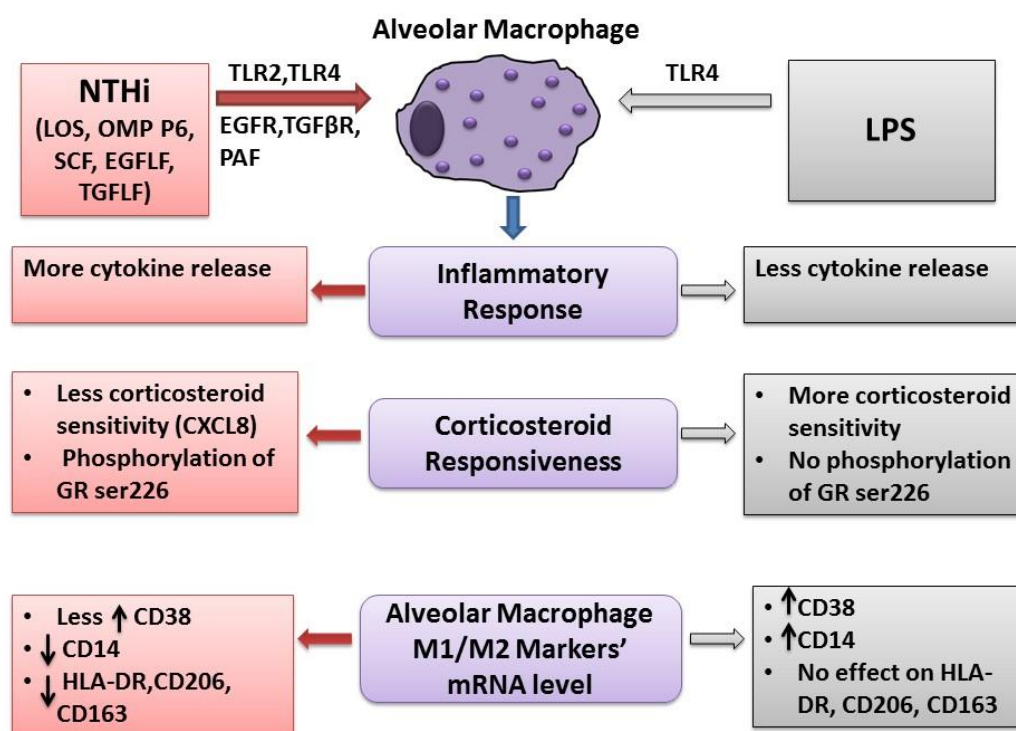 Alveolar Macrophage
NTHi
(LOS, OMP P6,
SCF, EGFLF,
TGFLF)
TLR2,TLR4
EGFR,TGFβR,
PAF
TLR4
LPS
More cytokine release
Inflammatory
Response
Less cytokine release
• Less corticosteroid
sensitivity (CXCL8)
• Phosphorylation of
GR ser226
Corticosteroid
Responsiveness
• More corticosteroid
sensitivity
• No phosphorylation
of GR ser226
• Less ↑ CD38
• ↓ CD14
• ↓ HLA-DR,CD206,
CD163
Alveolar Macrophage
M1/M2 Markers’
mRNA level
• ↑CD38
• ↑CD14
• No effect on HLA-
DR, CD206, CD163